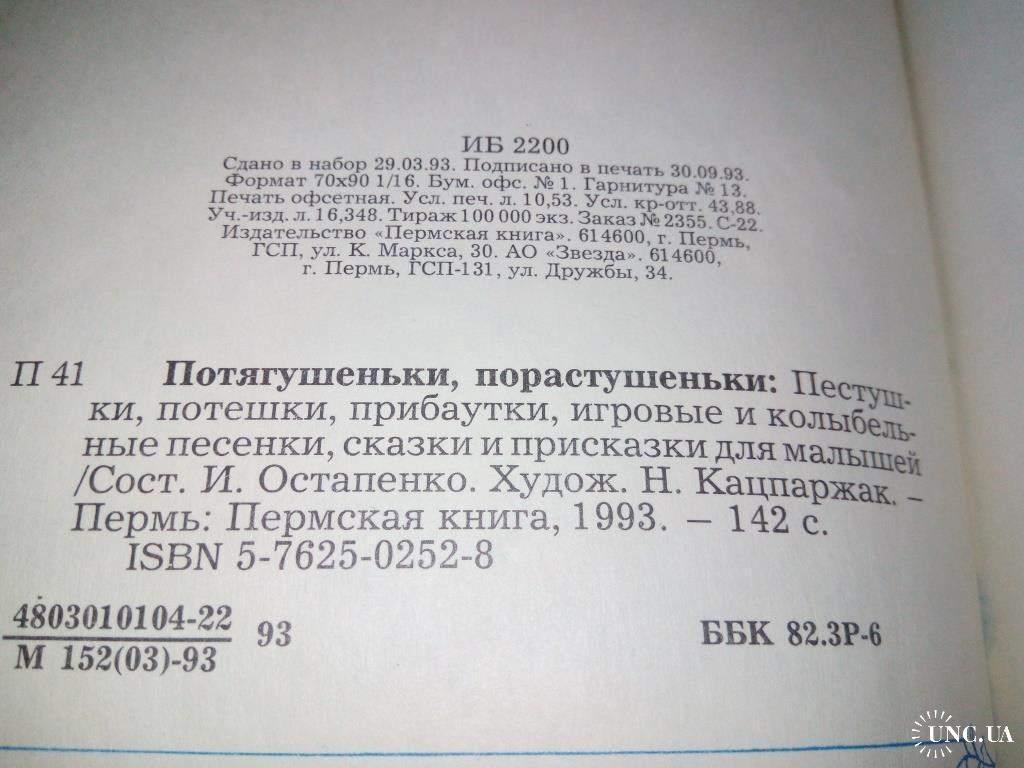 ИБ 2200
Сдано в набор 29.03.93. Подписано в печать 30.09.93.
Формат 70х90 1/16. Бум. офс. № 1. Гарнитура № 13.
Печать офсетная. Усл. печ. л. 10,53. Усл. кр-отт. 43,88.
Уч.-изд. л. 16,348. Тираж 100 000 экз. Заказ № 2355. С-22.
Издательство «Пермская книга». 614600, г. Пермь,
ГСП, ул. К. Маркса, 30. АО «Звезда». 614600,
г. Пермь, ГСП-131, ул. Дружбы, 34.
П 41 Потягушеньки, порастушеньки: Пестуш-
ки, потешки, прибаутки, игровые и колыбель-
ные песенки, сказки и присказки для малышей
/Сост. И. Остапенко. Худож. Н. Кацпаржак. –
Пермь: Пермская книга, 1993. – 142 с.
ISBN 5-7625-0252-8
4803010104-22
М 152(03)-93
93
ББК 82.3Р-6
UNC.UA